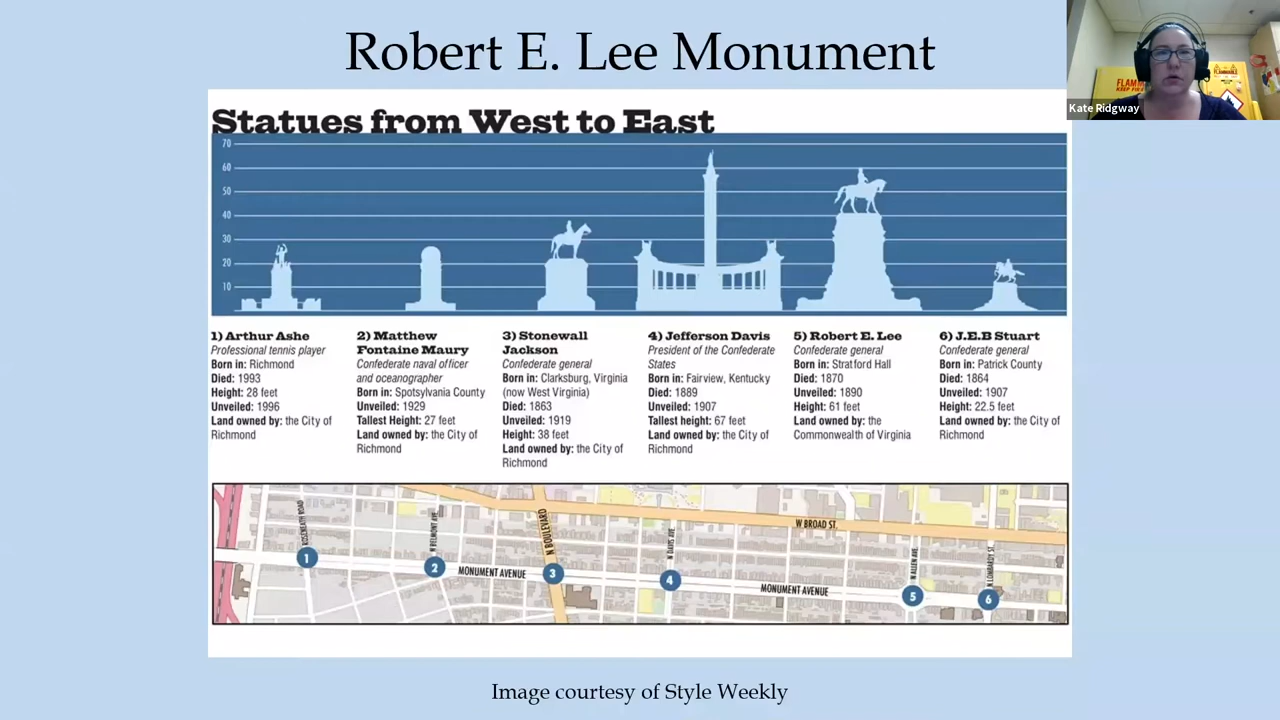 Robert E. Lee Monument
FLAM
KEEP FIR
FLAMMABLE
Kate Ridgway
Statues from West to East
70
60
50
40
30
20
10
1) Arthur Ashe
Professional tennis player
Born in: Richmond
Died: 1993
Height: 28 feet
Unveiled: 1996
Land owned by: the City of
Richmond
2) Matthew
Fontaine Maury
Confederate naval officer
and oceanographer
Born in: Spotsylvania County
Unveiled: 1929
Tallest Height: 27 feet
Land owned by: the City of
Richmond
3) Stonewall
Jackson
Confederate general
Born in: Clarksburg, Virginia
(now West Virginia)
Died: 1863
Unveiled: 1919
Height: 38 feet
Land owned by: the City of
Richmond
4) Jefferson Davis
President of the Confederate
States
Born in: Fairview, Kentucky
Died: 1889
Unveiled: 1907
Tallest height: 67 feet
Land owned by: the City of
Richmond
5) Robert E. Lee
Confederate general
Born in: Stratford Hall
Died: 1870
Unveiled: 1890
Height: 61 feet
Land owned by: the
Commonwealth of Virginia
6) J.E.B Stuart
Confederate general
Born in: Patrick County
Died: 1864
Unveiled: 1907
Height: 22.5 feet
Land owned by: the City of
Richmond
ROSENEATH ROAD
N BELMONT AVE.
N BOULEVARD
N DAVIS AVE.
W BROAD ST.
N ALLEN AVE.
N LOMBARDY ST.
1
2
MONUMENT AVENUE
3
4
MONUMENT AVENUE
5
6
Image courtesy of Style Weekly